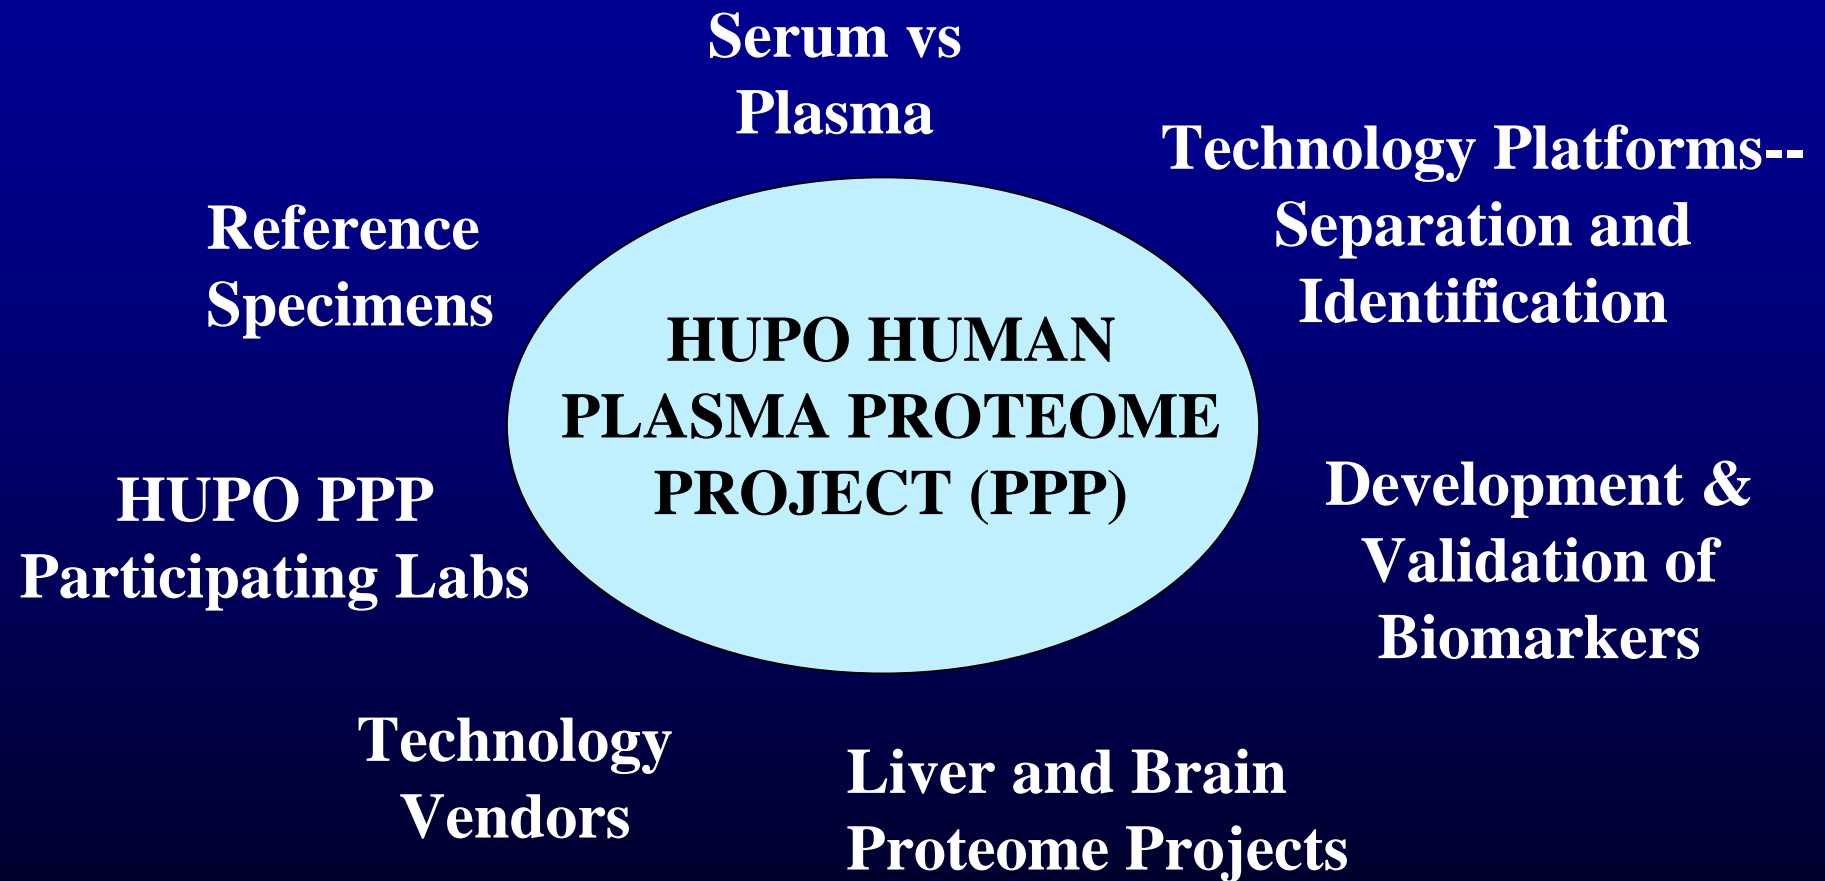 Serum vs
Plasma
Technology Platforms--
Separation and
Identification
Reference
Specimens
HUPO HUMAN
PLASMA PROTEOME
PROJECT (PPP)
HUPO PPP
Participating Labs
Development &
Validation of
Biomarkers
Technology
Vendors
Liver and Brain
Proteome Projects